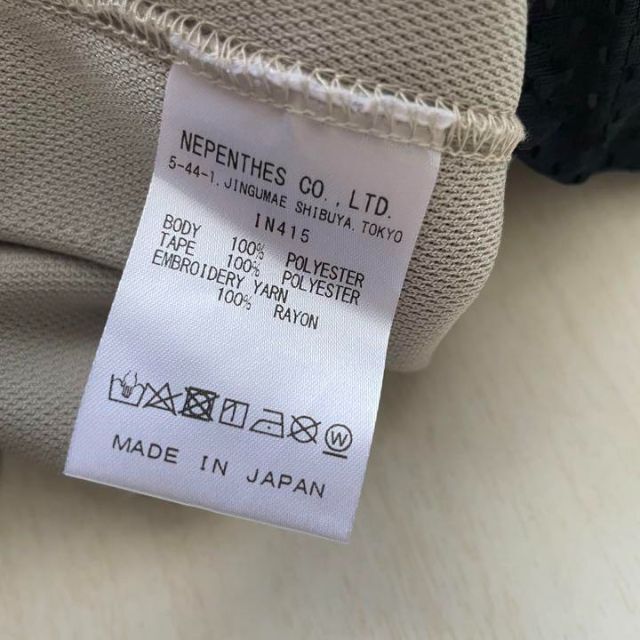 NEPENTHES CO.,LTD.
5-44-1,JINGUMAE SHIBUYA,TOKYO
IN415
BODY 100% POLYESTER
TAPE 100% POLYESTER
EMBROIDERY YARN
100% RAYON
W
MADE IN JAPAN